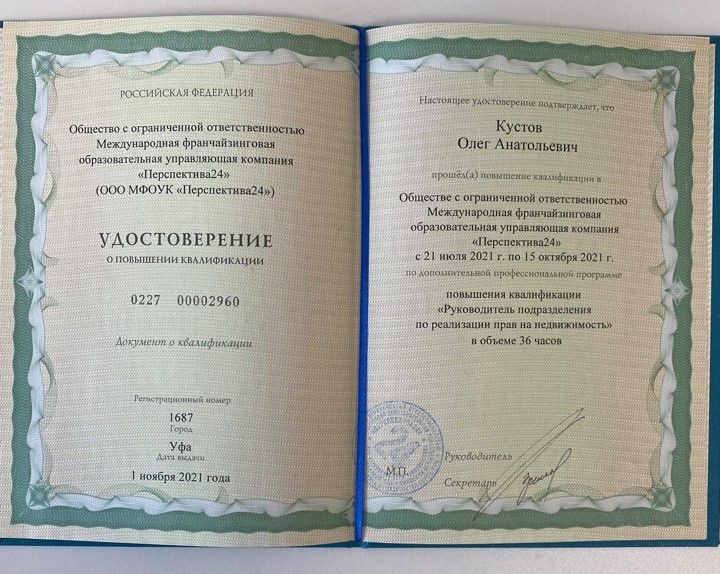 РОССИЙСКАЯ ФЕДЕРАЦИЯ
Общество с ограниченной ответственностью
Международная франчайзинговая
образовательная управляющая компания
«Перспектива24»
(ООО МФОУК «Перспектива24»)
УДОСТОВЕРЕНИЕ
О ПОВЫШЕНИИ КВАЛИФИКАЦИИ
0227 00002960
Документ о квалификации
Регистрационный номер
1687
Город
Уфа
Дата выдачи
1 ноября 2021 года
Настоящее удостоверение подтверждает, что
Кустов
Олег Анатольевич
прошёл(а) повышение квалификации в
Обществе с ограниченной ответственностью
Международная франчайзинговая
образовательная управляющая компания
«Перспектива24»
с 21 июля 2021 г. по 15 октября 2021 г.
по дополнительной профессиональной программе
повышения квалификации
«Руководитель подразделения
по реализации прав на недвижимость»
в объеме 36 часов
24
М.П.
Руководитель
Секретарь